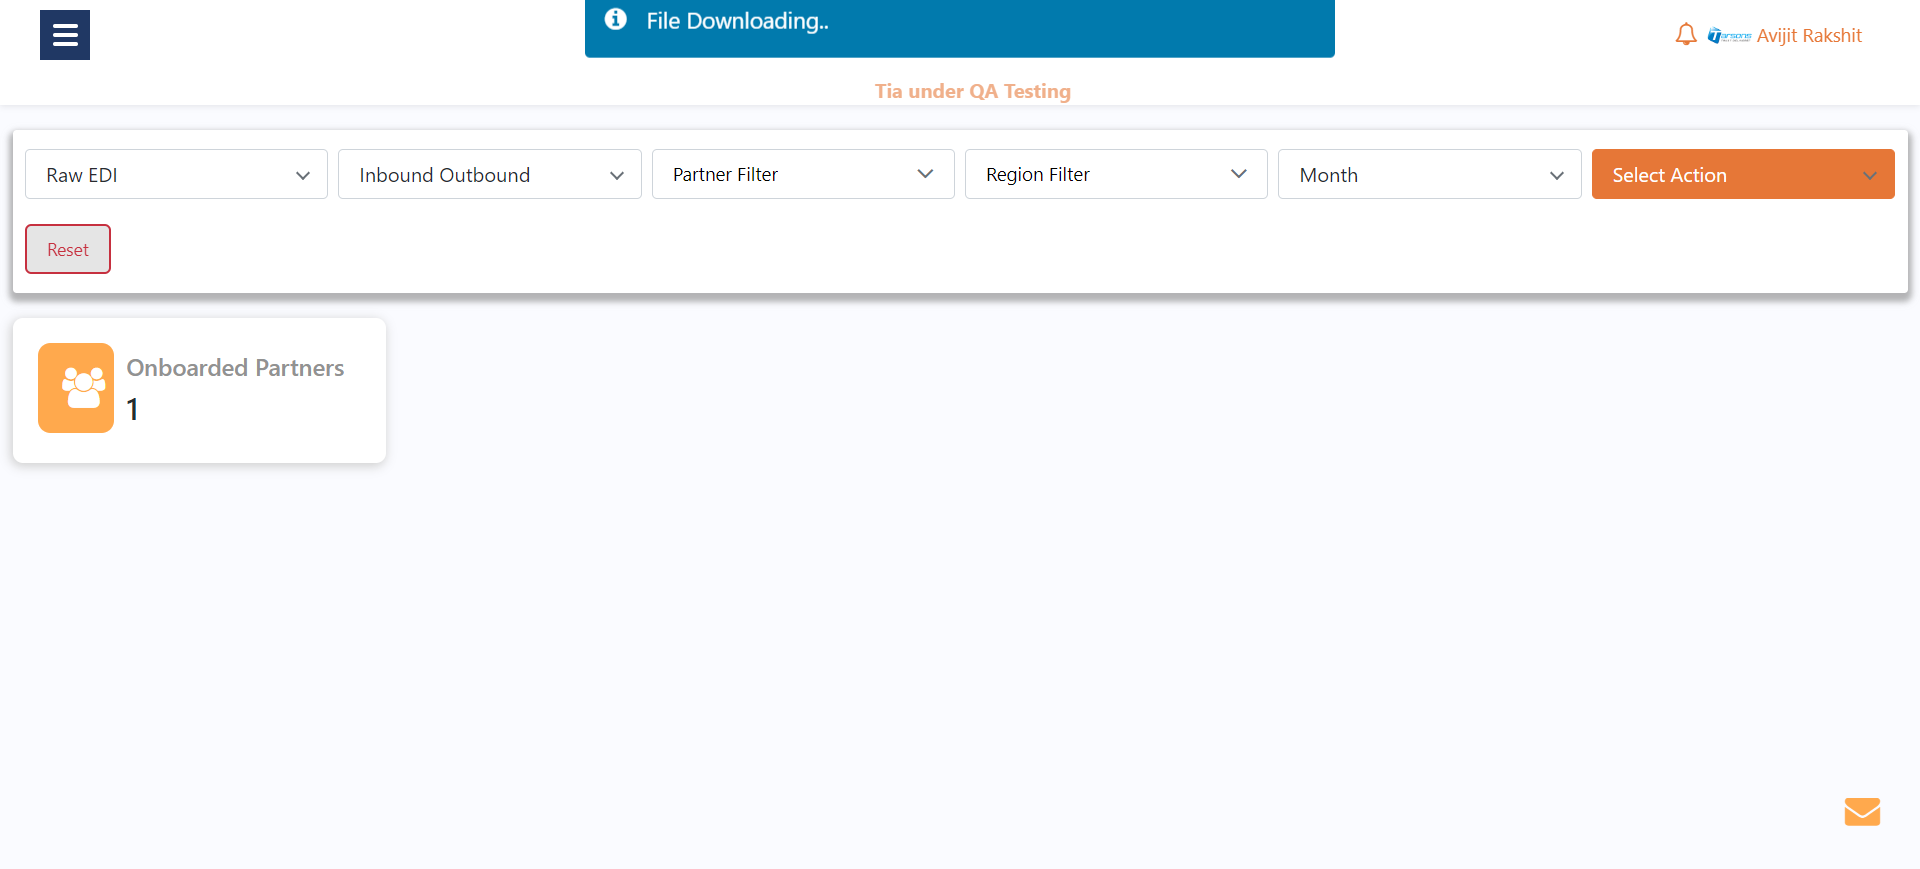 File Downloading..
Tarsons
Avijit Rakshit
Tia under QA Testing
Raw EDI
Inbound Outbound
Partner Filter
Region Filter
Month
Select Action
Reset
Onboarded Partners
1